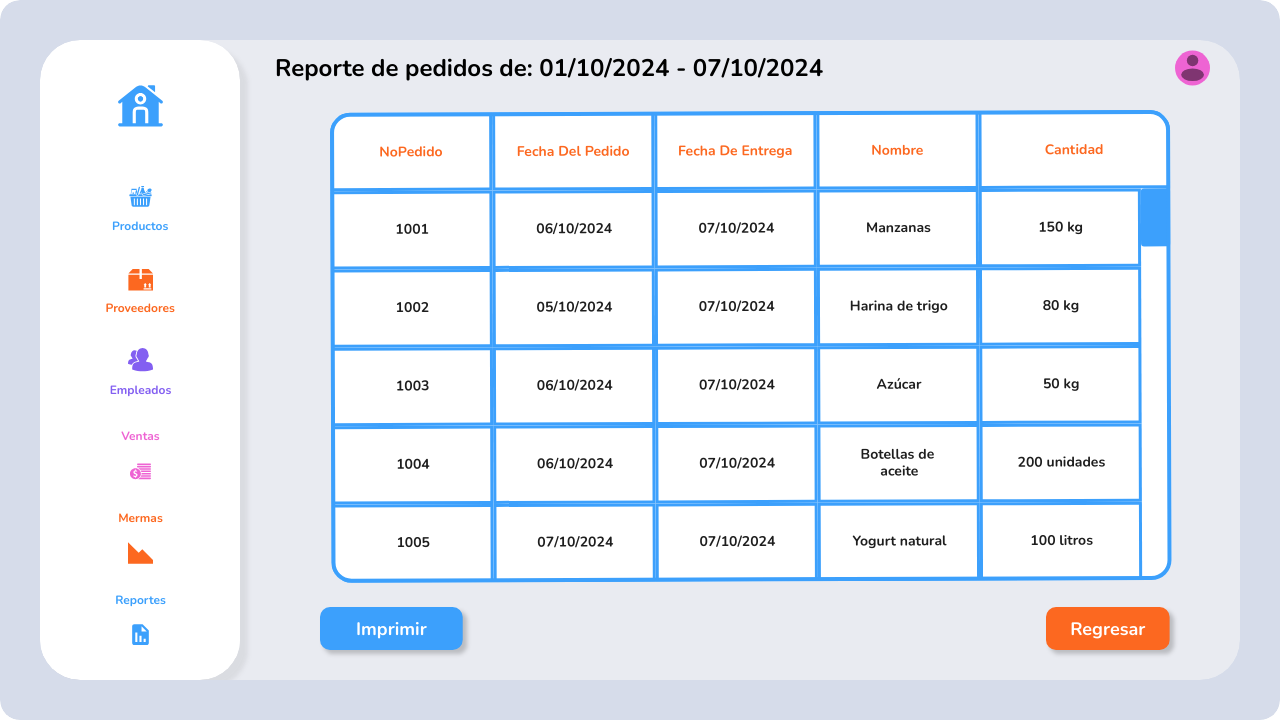 Reporte de pedidos de: 01/10/2024 - 07/10/2024
Productos
Proveedores
Empleados
Ventas
Mermas
Reportes
NoPedido Fecha Del Pedido Fecha De Entrega Nombre Cantidad
1001 06/10/2024 07/10/2024 Manzanas 150 kg
1002 05/10/2024 07/10/2024 Harina de trigo 80 kg
1003 06/10/2024 07/10/2024 Azúcar 50 kg
1004 06/10/2024 07/10/2024 Botellas de
aceite 200 unidades
1005 07/10/2024 07/10/2024 Yogurt natural 100 litros
Imprimir
Regresar